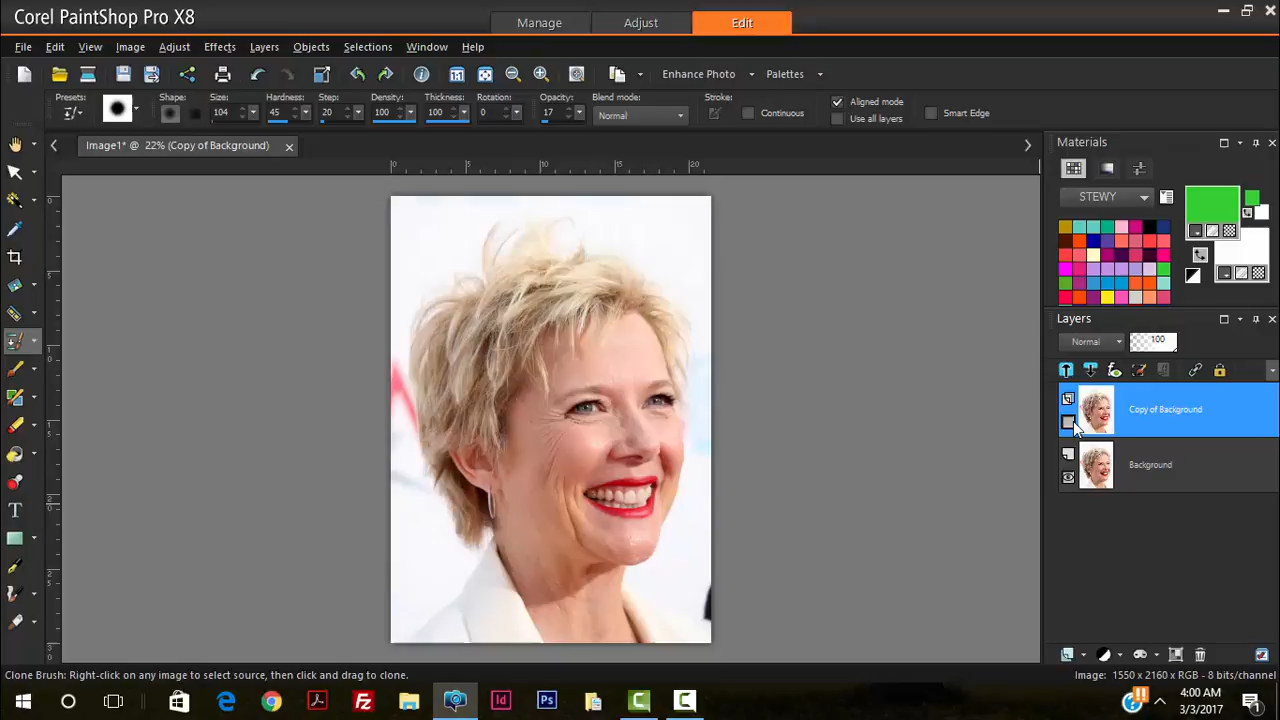 Corel PaintShop Pro X8
Manage Adjust Edit
File Edit View Image Adjust Effects Layers Objects Selections Window Help
Enhance Photo Palettes
Presets: Shape: Size: Hardness: Step: Density: Thickness: Rotation: Opacity: Blend mode: Stroke:
104 45 20 100 100 0 17 Normal
Continuous
Aligned mode
Use all layers
Smart Edge
Image1* @ 22% (Copy of Background)
Materials
STEWY
Layers
Normal 100
Copy of Background
Background
Clone Brush: Right-click on any image to select source, then click and drag to clone.
Image: 1550 x 2160 x RGB - 8 bits/channel
4:00 AM
3/3/2017